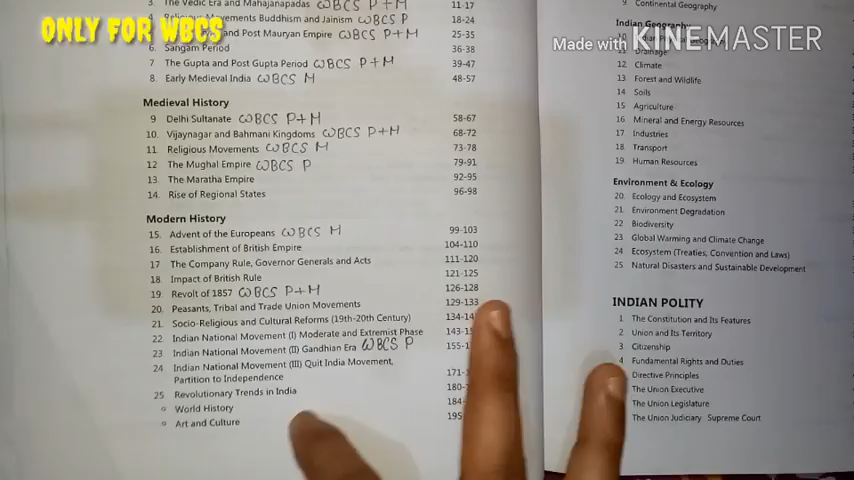 3. The Vedic Era and Mahajanapadas WBCS P+M 11-17
4 Religious Movements Buddhism and Jainism WBCS P 18-24
ONLY FOR WBCS
and Post Mauryan Empire WBCS P+M 25-35
6. Sangam Period 36-38
7 The Gupta and Post Gupta Period WBCS P+M 39-47
8. Early Medieval India WBCS M 48-57
Medieval History
9 Delhi Sultanate WBCS P+M 58-67
10. Vijaynagar and Bahmani Kingdoms WBCS P+M 68-72
11 Religious Movements WBCS M 73-78
12 The Mughal Empire WBCS P 79-91
13. The Maratha Empire 92-95
14. Rise of Regional States 96-98
Modern History
15. Advent of the Europeans WBCS M 99-103
16. Establishment of British Empire 104-110
17 The Company Rule, Governor Generals and Acts 111-120
18. Impact of British Rule 121-125
19 Revolt of 1857 WBCS P+M 126-128
20. Peasants, Tribal and Trade Union Movements 129-133
21. Socio-Religious and Cultural Reforms (19th-20th Century) 134-14
22 Indian National Movement (I) Moderate and Extremist Phase 143-15
23 Indian National Movement (II) Gandhian Era WBCS P 155-1
24 Indian National Movement (III) Quit India Movement,
Partition to Independence 171-1
25 Revolutionary Trends in India 180-1
World History 184-
Art and Culture 195
9 Continental Geography
Indian Geography
10
Made with KINEMASTER
11 Drainage
12 Climate
13. Forest and Wildlife
14. Soils
15 Agriculture
16 Mineral and Energy Resources
17 Industries
18. Transport
19. Human Resources
Environment & Ecology
20. Ecology and Ecosystem
21. Environment Degradation
22 Biodiversity
23 Global Warming and Climate Change
24 Ecosystem (Treaties, Convention and Laws)
25 Natural Disasters and Sustainable Development
INDIAN POLITY
1 The Constitution and Its Features
2 Union and Its Territory
3 Citizenship
4 Fundamental Rights and Duties
Directive Principles
The Union Executive
The Union Legislature
The Union Judiciary Supreme Court